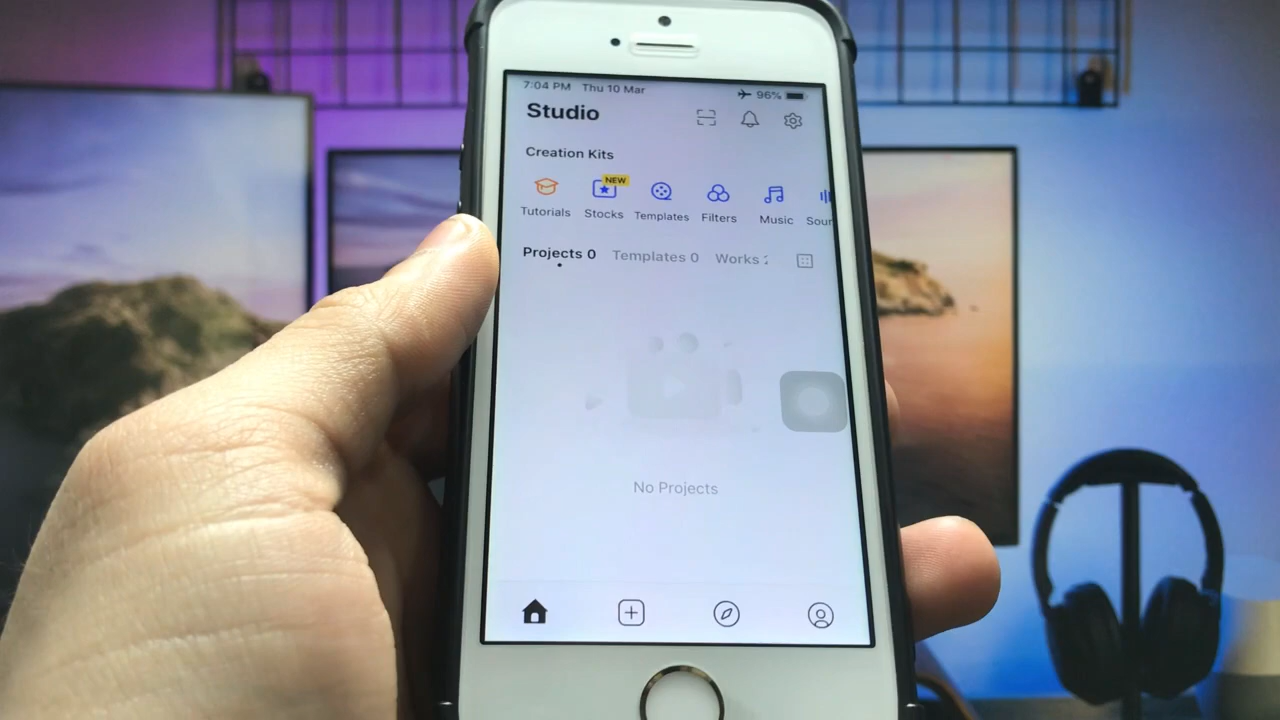 7:04 PM Thu 10 Mar 96%
Studio
Creation Kits
NEW
Tutorials Stocks Templates Filters Music
Projects 0 Templates 0 Works
No Projects